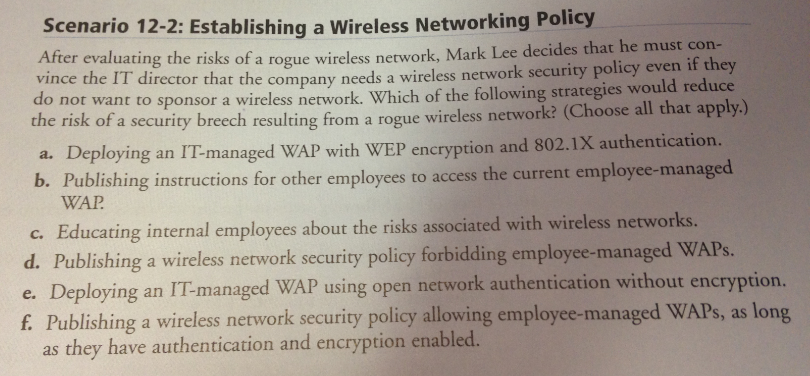 Scenario 12-2: Establishing a Wireless Networking Policy
After evaluating the risks of a rogue wireless network, Mark Lee decides that he must con-
vince the IT director that the company needs a wireless network security policy even if they
do not want to sponsor a wireless network. Which of the following strategies would reduce
the risk of a security breech resulting from a rogue wireless network? (Choose all that apply.)
a. Deploying an IT-managed WAP with WEP encryption and 802.1X authentication.
b. Publishing instructions for other employees to access the current employee-managed
WAP.
c. Educating internal employees about the risks associated with wireless networks.
d. Publishing a wireless network security policy forbidding employee-managed WAPs.
e. Deploying an IT-managed WAP using open network authentication without encryption.
f. Publishing a wireless network security policy allowing employee-managed WAPs, as long
as they have authentication and encryption enabled.